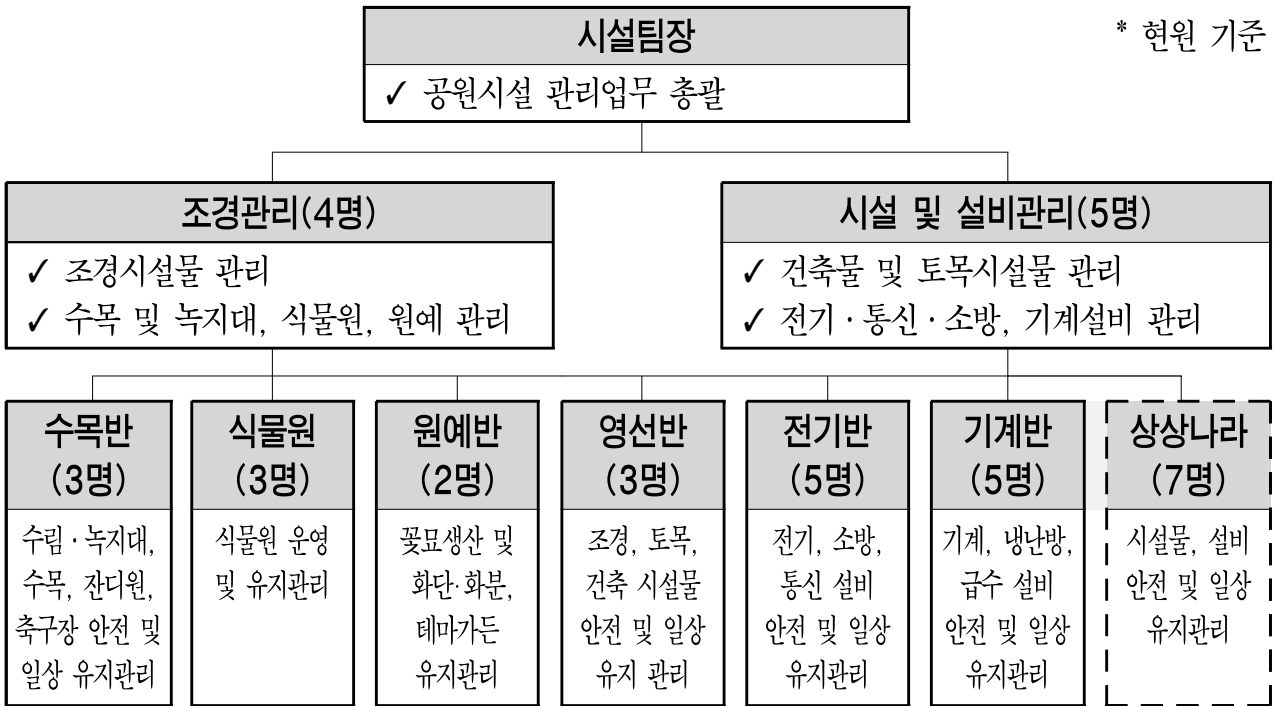 시설팀장
* 현원 기준
✓ 공원시설 관리업무 총괄
조경관리(4명)
✓ 조경시설물 관리
✓ 수목 및 녹지대, 식물원, 원예 관리
시설 및 설비관리(5명)
✓ 건축물 및 토목시설물 관리
✓ 전기 · 통신 · 소방, 기계설비 관리
수목반
(3명)
수림 · 녹지대,
수목, 잔디원,
축구장 안전 및
일상 유지관리
식물원
(3명)
식물원 운영
및 유지관리
원예반
(2명)
꽃묘생산 및
화단·화분,
테마가든
유지관리
영선반
(3명)
조경, 토목,
건축 시설물
안전 및 일상
유지 관리
전기반
(5명)
전기, 소방,
통신 설비
안전 및 일상
유지관리
기계반
(5명)
기계, 냉난방,
급수 설비
안전 및 일상
유지관리
상상나라
(7명)
시설물, 설비
안전 및 일상
유지관리